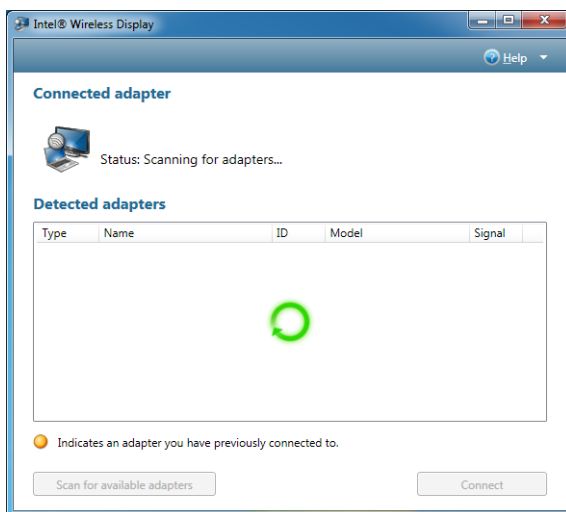 Intel® Wireless Display
Help
Connected adapter
Status: Scanning for adapters...
Detected adapters
Type Name ID Model Signal
Indicates an adapter you have previously connected to.
Scan for available adapters Connect